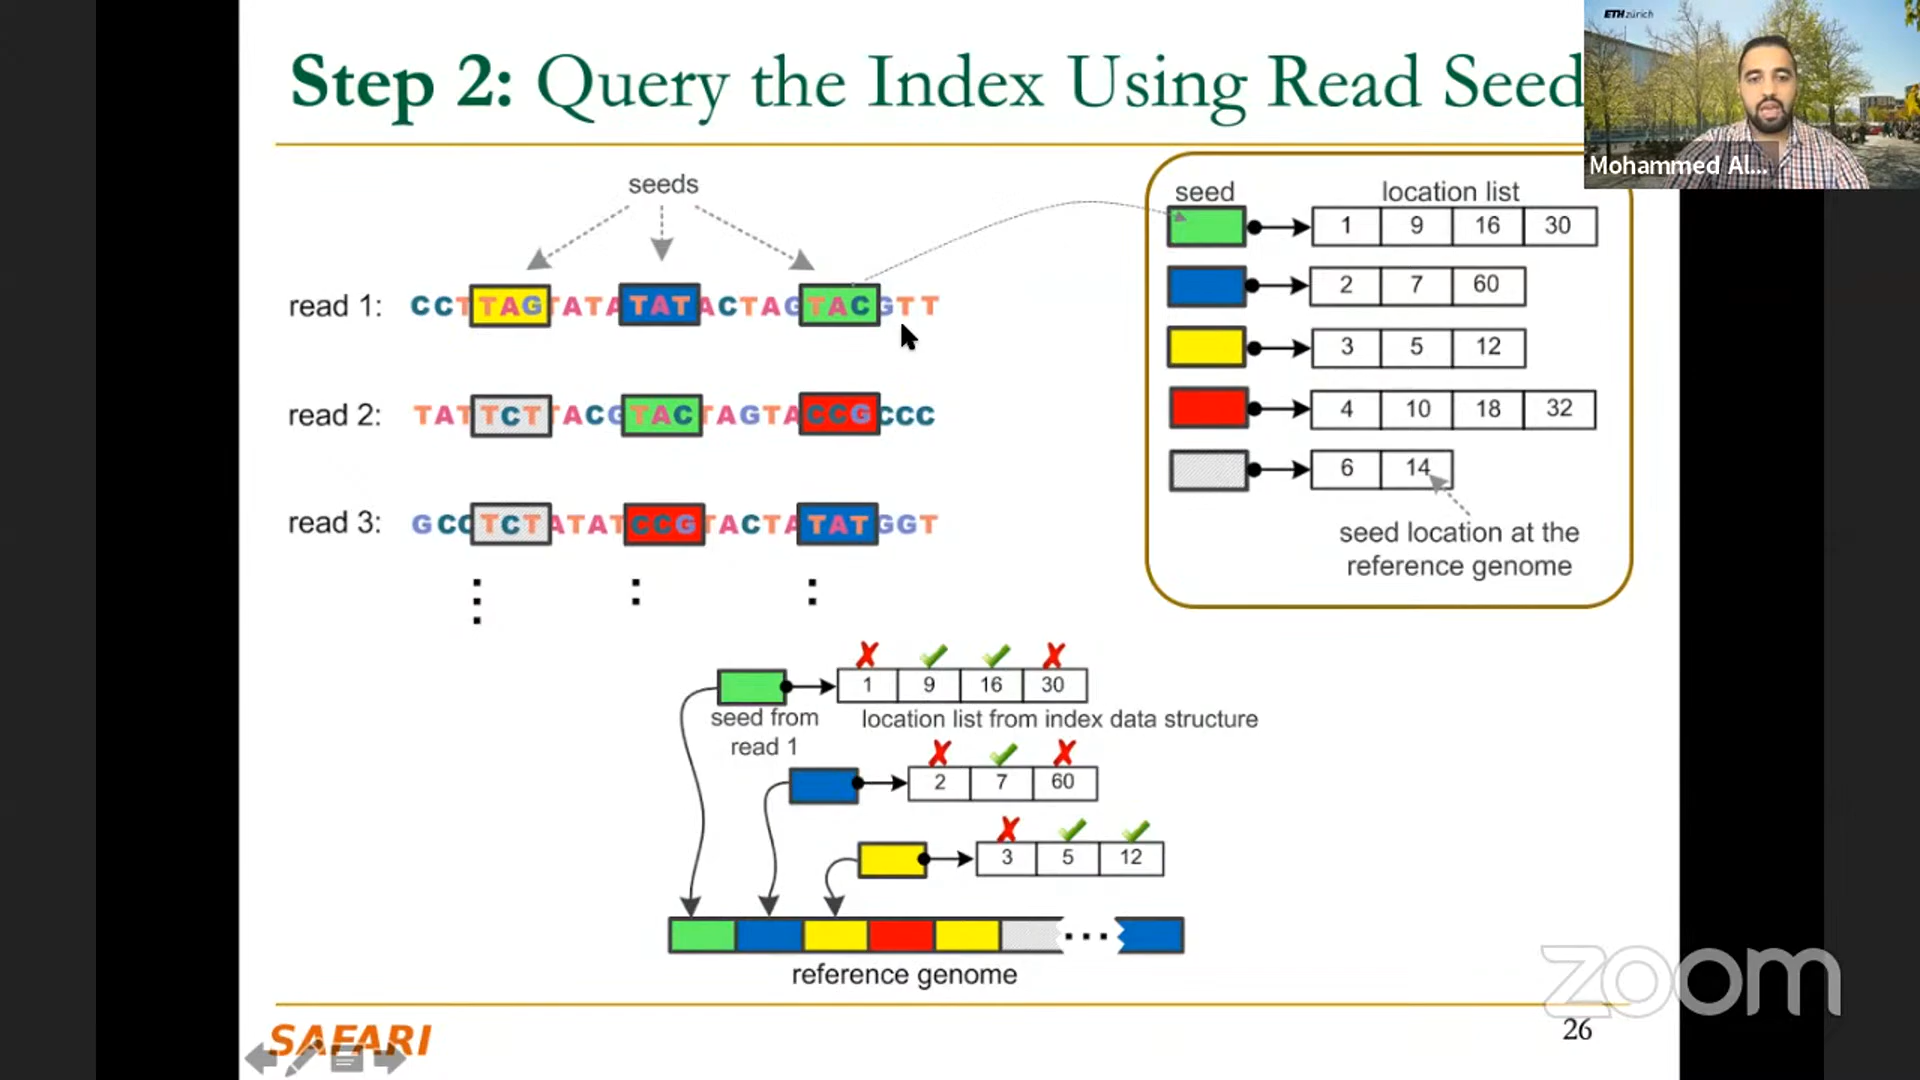 Step 2: Query the Index Using Read Seed
ETH zürich
Mohammed Al...
seeds
read 1: CCTTAGTATATATACTAGTACGTT
read 2: TATTCTTACGTACTAGTACCGCCC
read 3: GCCTCTATATCCGTACTATATGGT
seed location list
1 9 16 30
2 7 60
3 5 12
4 10 18 32
6 14
seed location at the
reference genome
1 9 16 30
seed from
read 1
location list from index data structure
2 7 60
3 5 12
reference genome
SAFARI
26
zoom